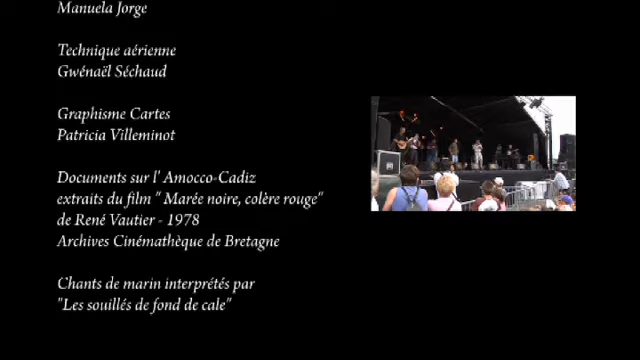 Manuela Jorge
Technique aérienne
Gwénaël Séchaud
Graphisme Cartes
Patricia Villeminot
Documents sur l' Amocco-Cadiz
extraits du film " Marée noire, colère rouge"
de René Vautier - 1978
Archives Cinémathèque de Bretagne
Chants de marin interprétés par
"Les souillés de fond de cale"